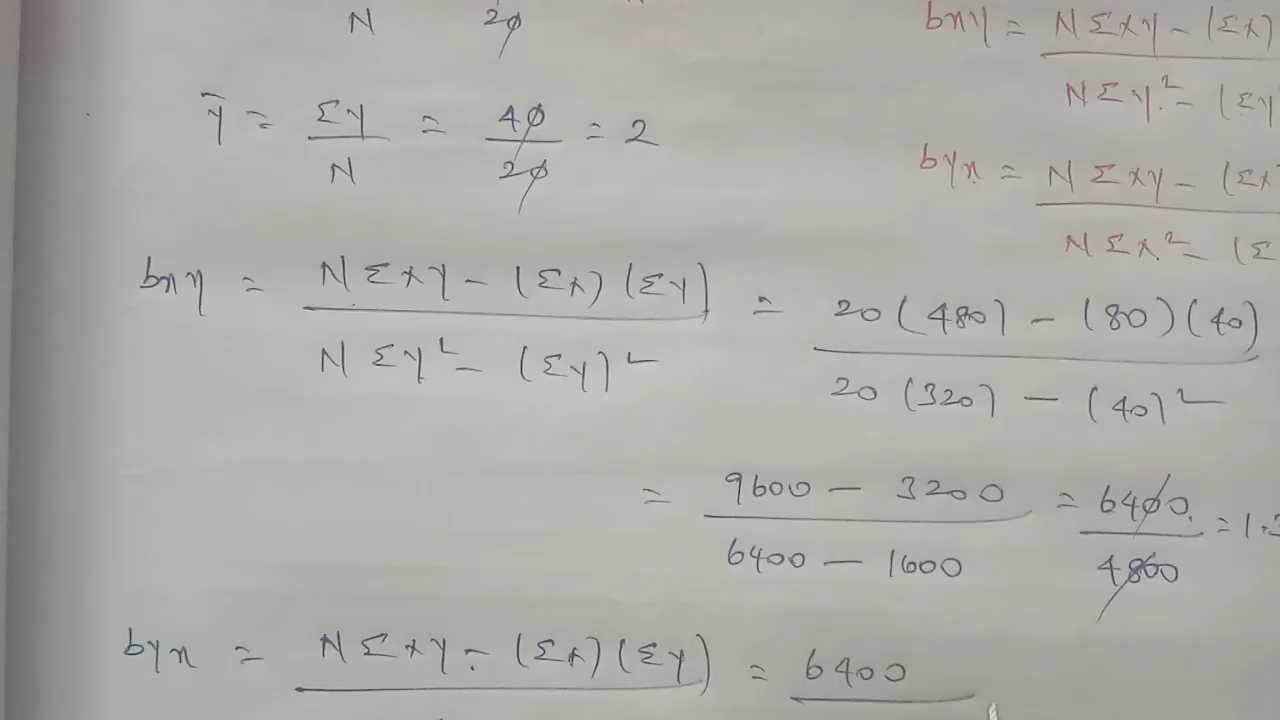 N 20
bxy = NΣXY - (ΣX)
NΣY² - (ΣY
Ȳ = ΣY/N = 40/20 = 2
byx = NΣXY - (ΣX
NΣX² - (Σ
bxy = NΣXY - (ΣX)(ΣY) / NΣY² - (ΣY)² = 20(480) - (80)(40) / 20(320) - (40)²
= 9600 - 3200 / 6400 - 1600 = 6400/4800 = 1.3
byx = NΣXY - (ΣX)(ΣY) = 6400